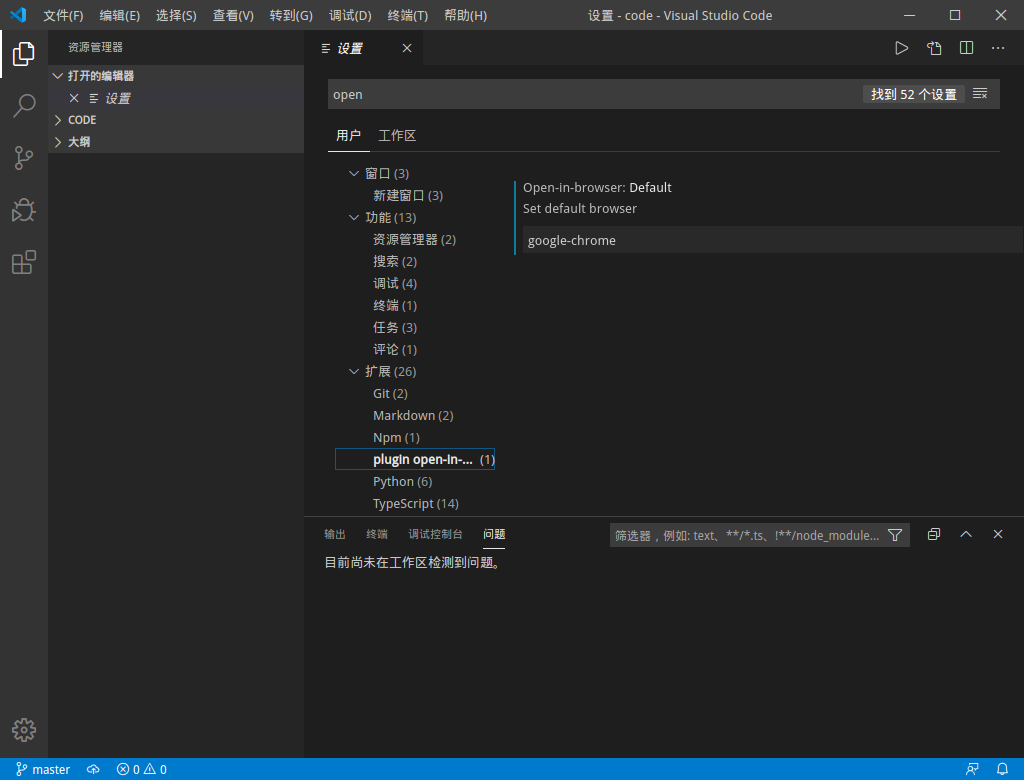 文件(F) 编辑(E) 选择(S) 查看(V) 转到(G) 调试(D) 终端(T) 帮助(H) 设置 - code - Visual Studio Code
资源管理器
打开的编辑器
设置
CODE
大纲
设置
open 找到 52 个设置
用户 工作区
窗口 (3)
新建窗口 (3)
功能 (13)
资源管理器 (2)
搜索 (2)
调试 (4)
终端 (1)
任务 (3)
评论 (1)
扩展 (26)
Git (2)
Markdown (2)
Npm (1)
plugin open-in-... (1)
Python (6)
TypeScript (14)
Open-in-browser: Default
Set default browser
google-chrome
输出 终端 调试控制台 问题 筛选器，例如: text、**/*.ts、!**/node_module...
目前尚未在工作区检测到问题。
master 0 0